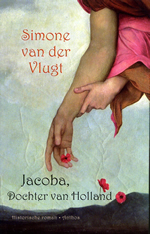 Simone
van der
Vlugt
Jacoba,
Dochter van Holland
Historische roman • Anthos